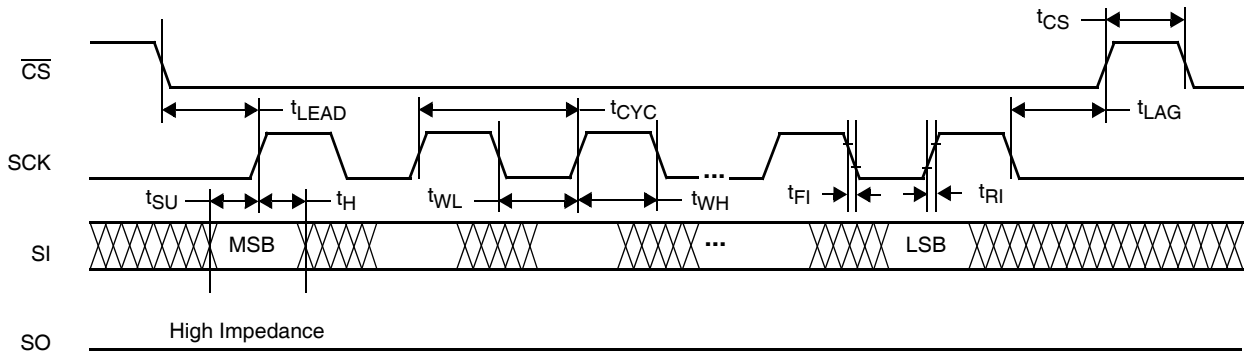 tCS
CS
tLEAD
tCYC
tLAG
SCK
...
tSU
tH
tWL
tWH
tFI
tRI
SI
MSB
...
LSB
High Impedance
SO